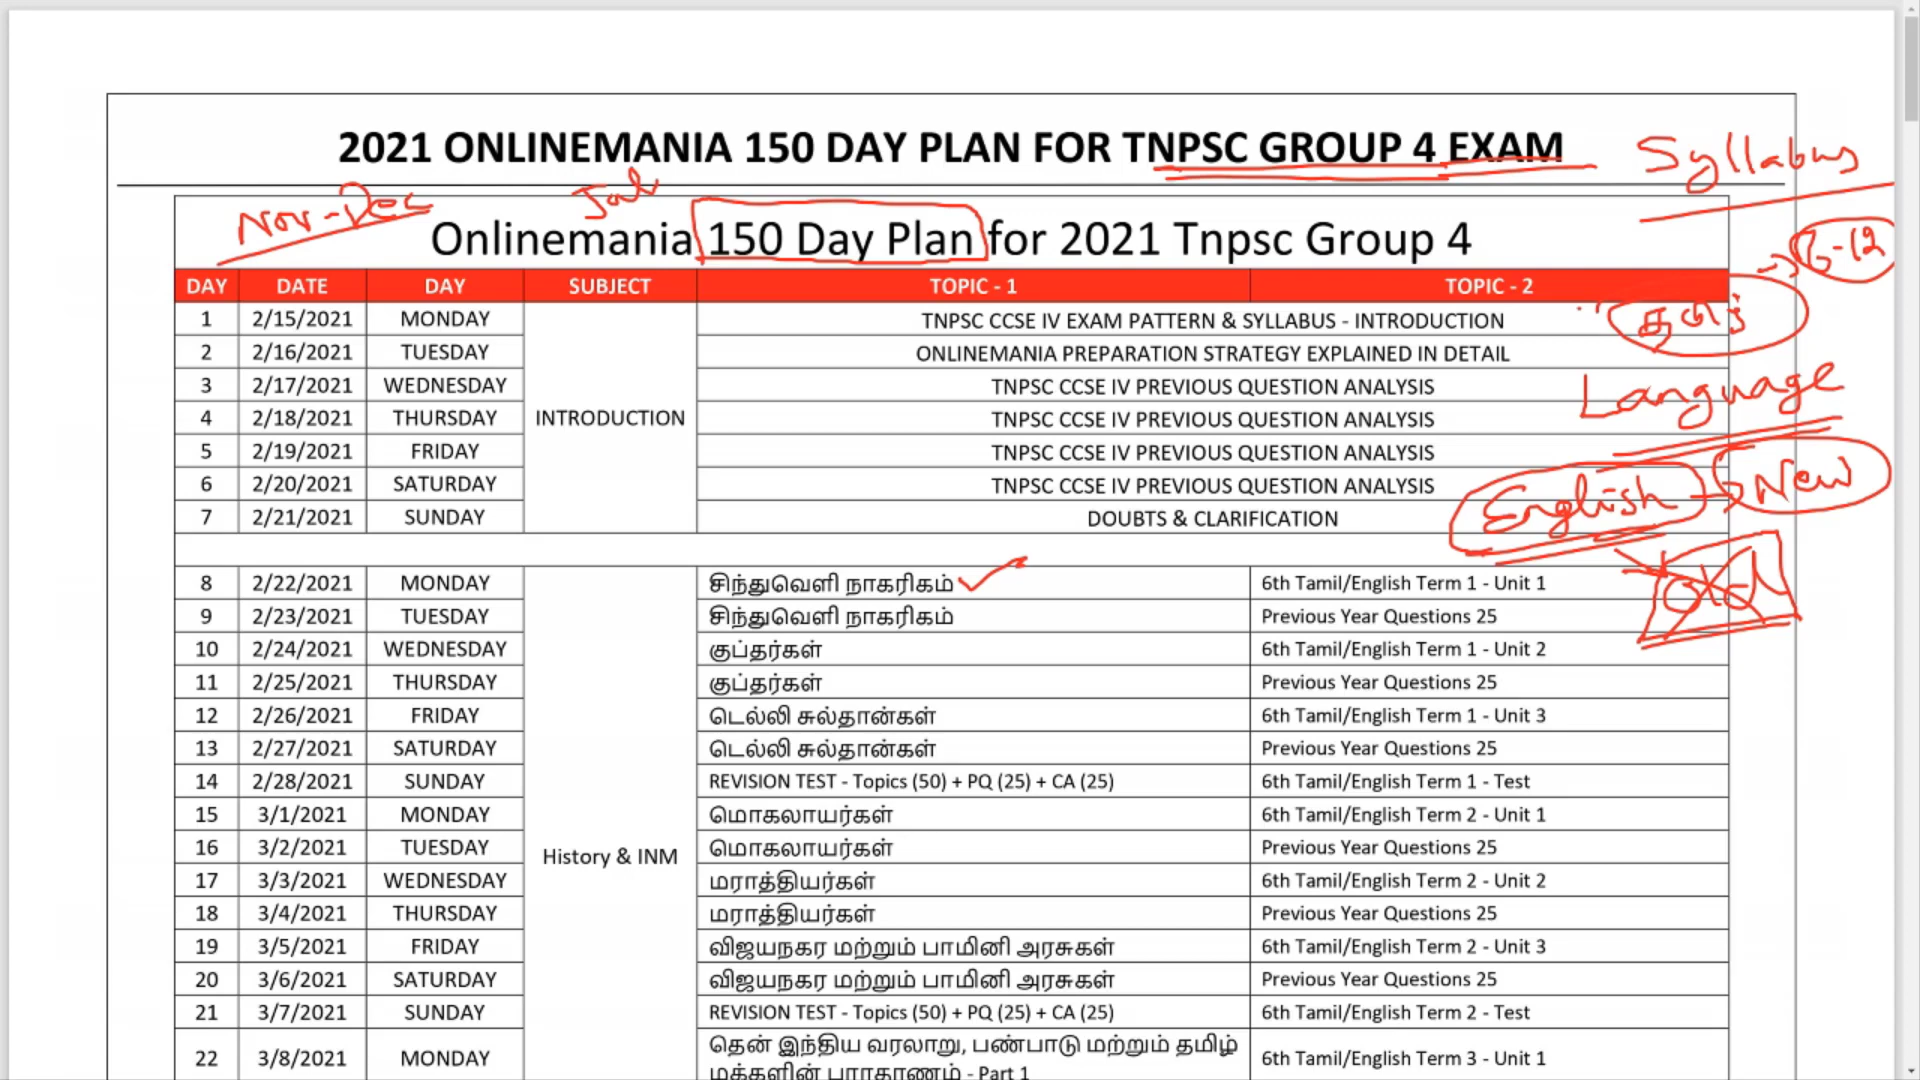 2021 ONLINEMANIA 150 DAY PLAN FOR TNPSC GROUP 4 EXAM
Syllabus
Nov-Dec
Onlinemania 150 Day Plan for 2021 Tnpsc Group 4
6-12
DAY DATE DAY SUBJECT TOPIC - 1 TOPIC - 2
1 2/15/2021 MONDAY TNPSC CCSE IV EXAM PATTERN & SYLLABUS - INTRODUCTION
2 2/16/2021 TUESDAY ONLINEMANIA PREPARATION STRATEGY EXPLAINED IN DETAIL
3 2/17/2021 WEDNESDAY TNPSC CCSE IV PREVIOUS QUESTION ANALYSIS
Language
4 2/18/2021 THURSDAY INTRODUCTION TNPSC CCSE IV PREVIOUS QUESTION ANALYSIS
5 2/19/2021 FRIDAY TNPSC CCSE IV PREVIOUS QUESTION ANALYSIS
6 2/20/2021 SATURDAY TNPSC CCSE IV PREVIOUS QUESTION ANALYSIS
English New
7 2/21/2021 SUNDAY DOUBTS & CLARIFICATION
8 2/22/2021 MONDAY சிந்துவெளி நாகரிகம் 6th Tamil/English Term 1 - Unit 1
Old
9 2/23/2021 TUESDAY சிந்துவெளி நாகரிகம் Previous Year Questions 25
10 2/24/2021 WEDNESDAY குப்தர்கள் 6th Tamil/English Term 1 - Unit 2
11 2/25/2021 THURSDAY குப்தர்கள் Previous Year Questions 25
12 2/26/2021 FRIDAY டெல்லி சுல்தான்கள் 6th Tamil/English Term 1 - Unit 3
13 2/27/2021 SATURDAY டெல்லி சுல்தான்கள் Previous Year Questions 25
14 2/28/2021 SUNDAY REVISION TEST - Topics (50) + PQ (25) + CA (25) 6th Tamil/English Term 1 - Test
15 3/1/2021 MONDAY மொகலாயர்கள் 6th Tamil/English Term 2 - Unit 1
16 3/2/2021 TUESDAY History & INM மொகலாயர்கள் Previous Year Questions 25
17 3/3/2021 WEDNESDAY மராத்தியர்கள் 6th Tamil/English Term 2 - Unit 2
18 3/4/2021 THURSDAY மராத்தியர்கள் Previous Year Questions 25
19 3/5/2021 FRIDAY விஜயநகர மற்றும் பாமினி அரசுகள் 6th Tamil/English Term 2 - Unit 3
20 3/6/2021 SATURDAY விஜயநகர மற்றும் பாமினி அரசுகள் Previous Year Questions 25
21 3/7/2021 SUNDAY REVISION TEST - Topics (50) + PQ (25) + CA (25) 6th Tamil/English Term 2 - Test
22 3/8/2021 MONDAY தென் இந்திய வரலாறு, பண்பாடு மற்றும் தமிழ் 6th Tamil/English Term 3 - Unit 1
மக்களின் பாரம்பரியம் - Part 1